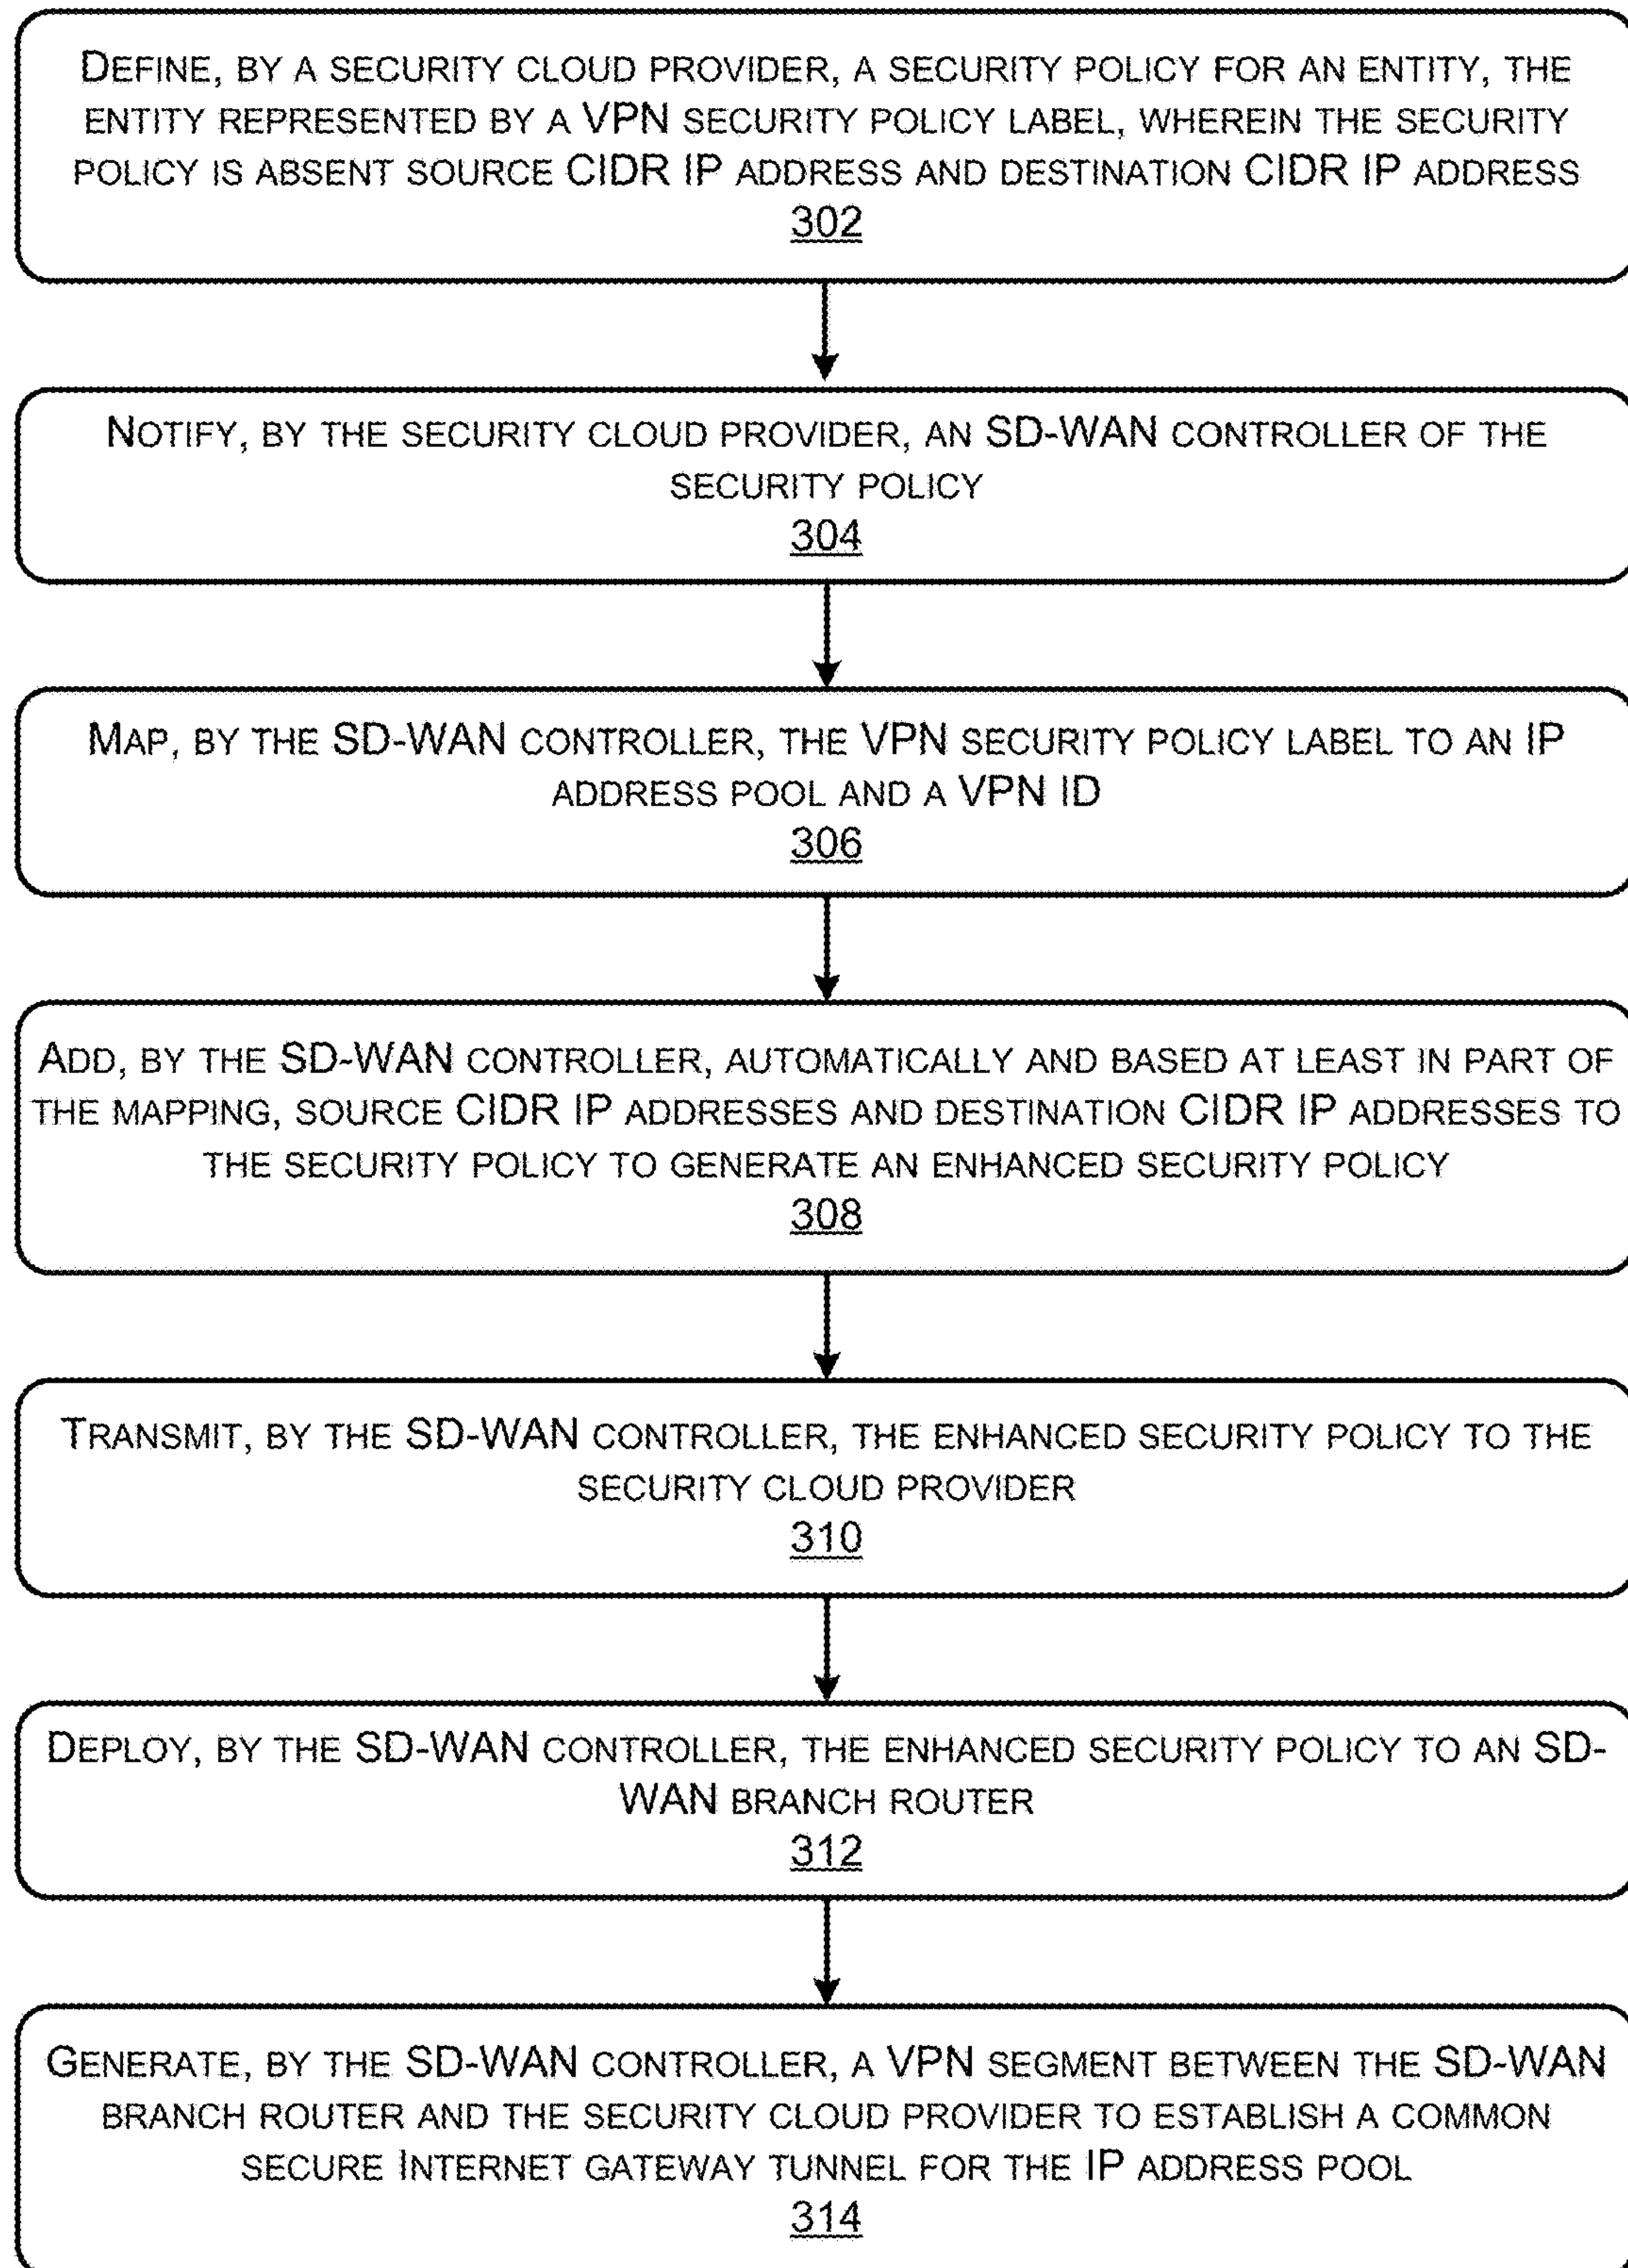 DEFINE, BY A SECURITY CLOUD PROVIDER, A SECURITY POLICY FOR AN ENTITY, THE
ENTITY REPRESENTED BY A VPN SECURITY POLICY LABEL, WHEREIN THE SECURITY
POLICY IS ABSENT SOURCE CIDR IP ADDRESS AND DESTINATION CIDR IP ADDRESS
302
NOTIFY, BY THE SECURITY CLOUD PROVIDER, AN SD-WAN CONTROLLER OF THE
SECURITY POLICY
304
MAP, BY THE SD-WAN CONTROLLER, THE VPN SECURITY POLICY LABEL TO AN IP
ADDRESS POOL AND A VPN ID
306
ADD, BY THE SD-WAN CONTROLLER, AUTOMATICALLY AND BASED AT LEAST IN PART OF
THE MAPPING, SOURCE CIDR IP ADDRESSES AND DESTINATION CIDR IP ADDRESSES TO
THE SECURITY POLICY TO GENERATE AN ENHANCED SECURITY POLICY
308
TRANSMIT, BY THE SD-WAN CONTROLLER, THE ENHANCED SECURITY POLICY TO THE
SECURITY CLOUD PROVIDER
310
DEPLOY, BY THE SD-WAN CONTROLLER, THE ENHANCED SECURITY POLICY TO AN SD-
WAN BRANCH ROUTER
312
GENERATE, BY THE SD-WAN CONTROLLER, A VPN SEGMENT BETWEEN THE SD-WAN
BRANCH ROUTER AND THE SECURITY CLOUD PROVIDER TO ESTABLISH A COMMON
SECURE INTERNET GATEWAY TUNNEL FOR THE IP ADDRESS POOL
314